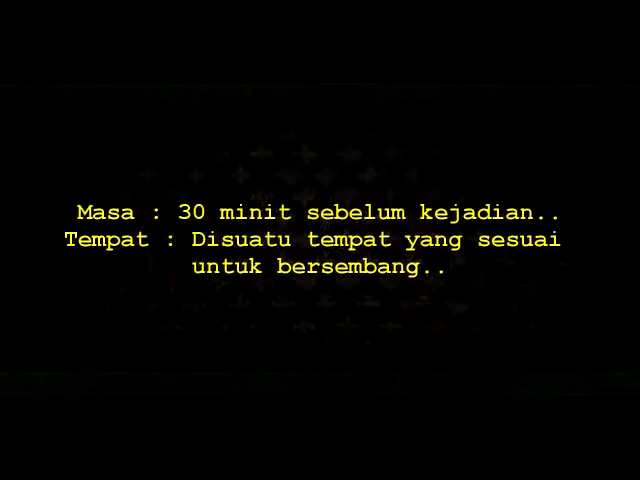 Masa : 30 minit sebelum kejadian..
Tempat : Disuatu tempat yang sesuai
untuk bersembang..